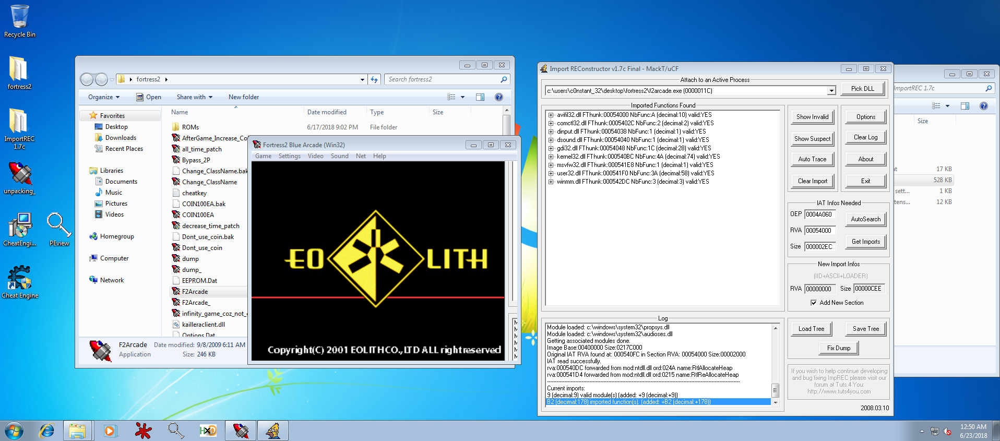 Recycle Bin
fortress2
ImportREC
1.7c
unpacking_
CheatEngi...
PEview
Cheat Engine
fortress2
Search fortress2
Organize
Open
Share with
New folder
Favorites
Desktop
Downloads
Recent Places
Libraries
Documents
Music
Pictures
Videos
Homegroup
Computer
Network
Name
Date modified
Type
Size
ROMs
6/17/2018 9:02 PM
File folder
AfterGame_Increase_Co
all_time_patch
Bypass_2P
Change_ClassName.bak
Change_ClassName
cheatkey
COIN100EA.bak
COIN100EA
decrease_time_patch
Dont_use_coin.bak
Dont_use_coin
dump
dump_
EEPROM.Dat
F2Arcade
F2Arcade_
infinity_game_coz_not_
kailleraclient.dll
Options.Dat
F2Arcade Date modified: 9/8/2009 6:11 AM
Application Size: 246 KB
Fortress2 Blue Arcade (Win32)
Game Settings Video Sound Net Help
EO LITH
Copyright(C) 2001 EOLITH CO., LTD ALL right reserved
Import REConstructor v1.7c Final - MackT/uCF
Attach to an Active Process
c:\users\c0nstant_32\desktop\fortress2\f2arcade.exe (0000011C)
Pick DLL
Imported Functions Found
avifil32.dll FThunk:00054000 NbFunc:A (decimal:10) valid:YES
comctl32.dll FThunk:0005402C NbFunc:2 (decimal:2) valid:YES
dinput.dll FThunk:00054038 NbFunc:1 (decimal:1) valid:YES
dsound.dll FThunk:00054040 NbFunc:1 (decimal:1) valid:YES
gdi32.dll FThunk:00054048 NbFunc:1C (decimal:28) valid:YES
kernel32.dll FThunk:000540BC NbFunc:4A (decimal:74) valid:YES
msvfw32.dll FThunk:000541E8 NbFunc:1 (decimal:1) valid:YES
user32.dll FThunk:000541F0 NbFunc:3A (decimal:58) valid:YES
winmm.dll FThunk:000542DC NbFunc:3 (decimal:3) valid:YES
Show Invalid
Show Suspect
Auto Trace
Clear Import
Options
Clear Log
About
Exit
IAT Infos Needed
OEP 0004A060
AutoSearch
RVA 00054000
Size 000002EC
Get Imports
New Import Infos
(IID+ASCII+LOADER)
RVA 00000000 Size 00000CEE
Add New Section
Load Tree
Save Tree
Fix Dump
If you wish to help continue developing
and bug fixing ImpREC please visit our
forum at Tuts 4 You:
http://www.tuts4you.com
2008.03.10
Log
Module loaded: c:\windows\system32\propsys.dll
Module loaded: c:\windows\system32\audioses.dll
Getting associated modules done.
Image Base:00400000 Size:0217C000
Original IAT RVA found at: 000540FC in Section RVA: 00054000 Size:00002000
IAT read successfully.
rva:000540DC forwarded from mod:ntdll.dll ord:024A name:RtlAllocateHeap
rva:000541D4 forwarded from mod:ntdll.dll ord:0215 name:RtlReAllocateHeap
Current imports:
9 (decimal:9) valid module(s) (added: +9 (decimal:+9))
B2 (decimal:178) imported function(s). (added: +B2 (decimal:+178))
ImportREC 1.7c
Size
17 KB
528 KB
sett... 1 KB
tens... 12 KB
HxD
12:50 AM
6/23/2018